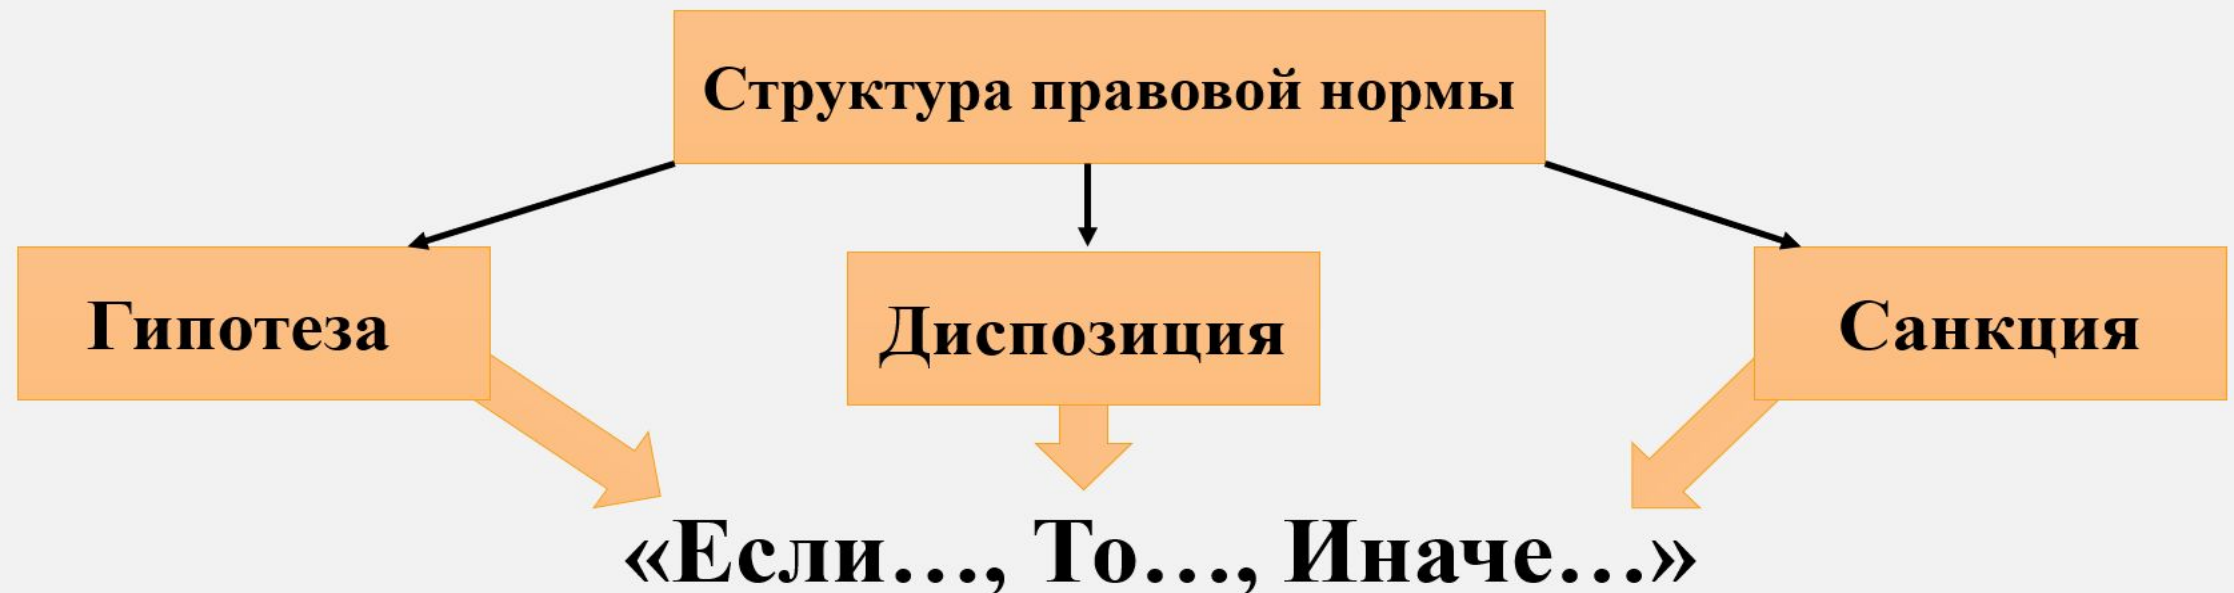 Структура правовой нормы
Гипотеза
Диспозиция
Санкция
«Если…, То…, Иначе…»